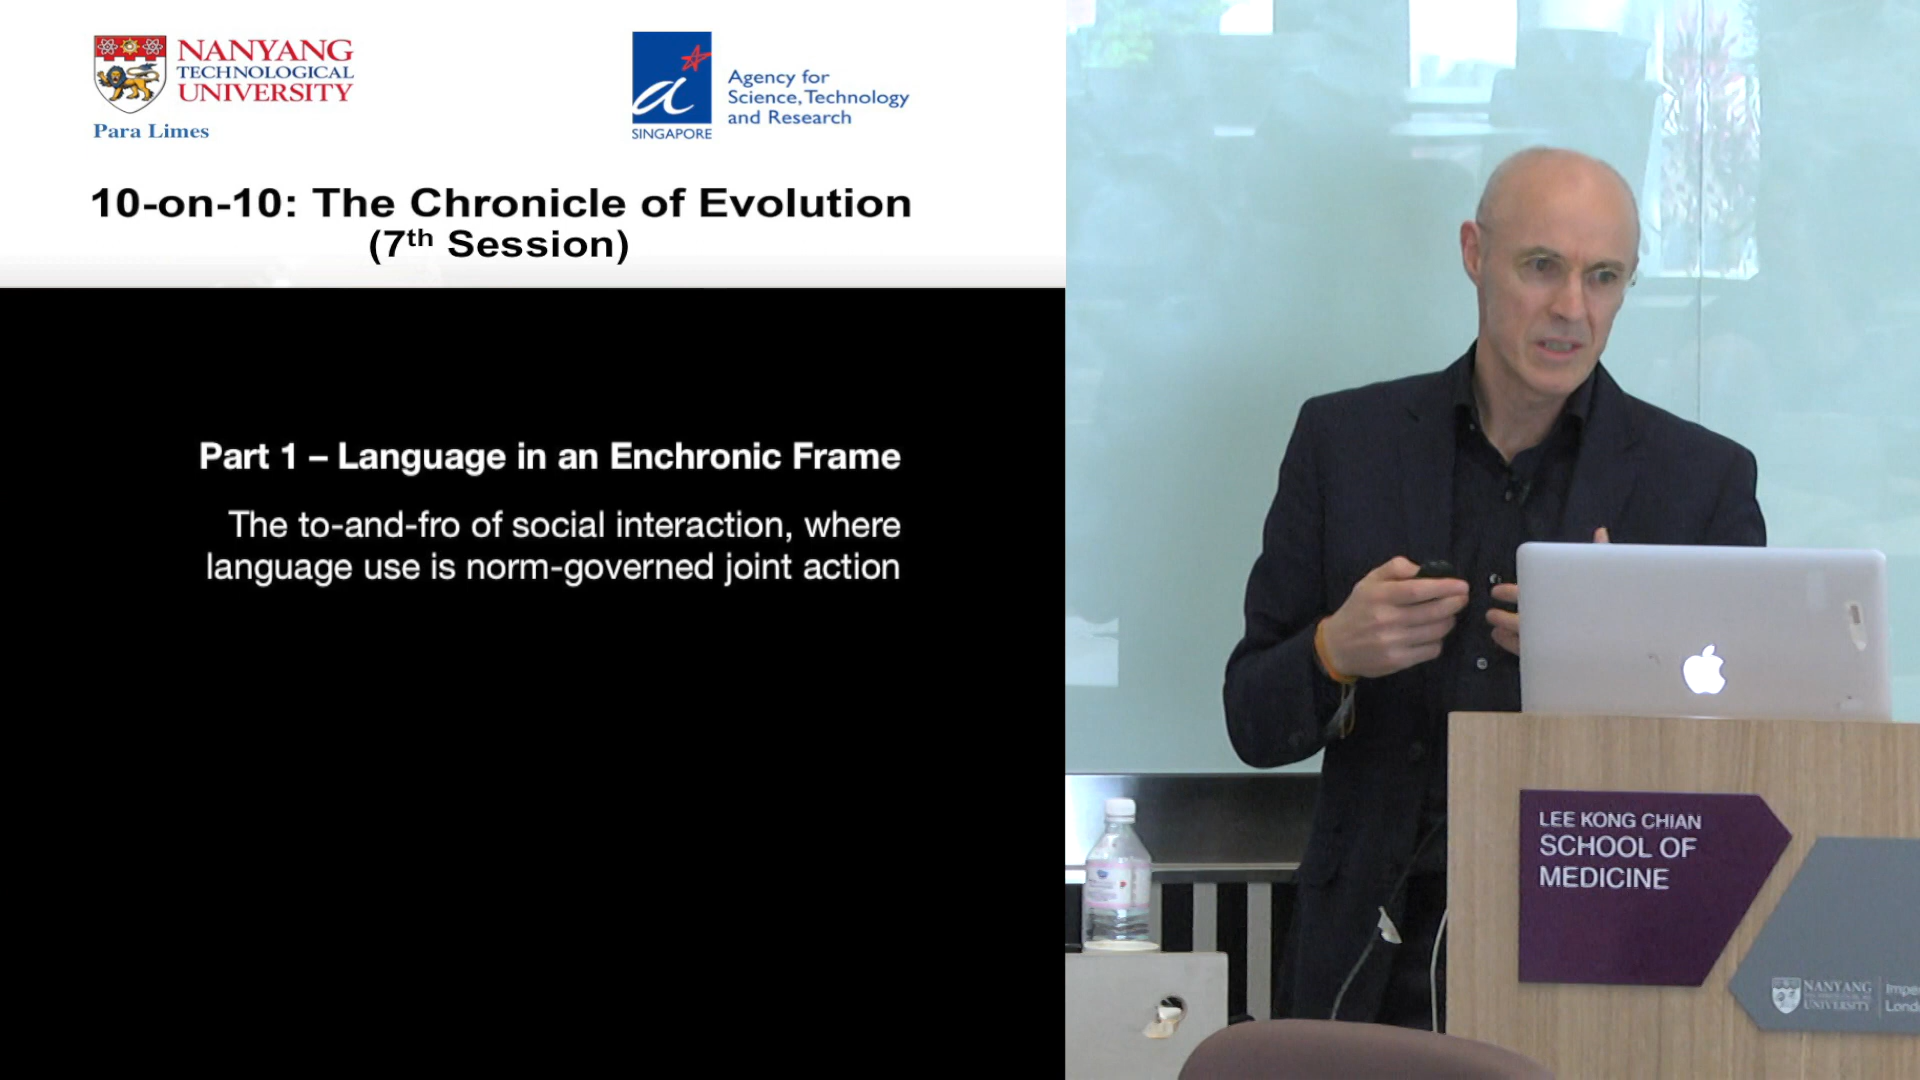 NANYANG
TECHNOLOGICAL
UNIVERSITY
Para Limes
SINGAPORE
Agency for
Science, Technology
and Research
10-on-10: The Chronicle of Evolution
(7th Session)
Part 1 – Language in an Enchronic Frame
The to-and-fro of social interaction, where
language use is norm-governed joint action
LEE KONG CHIAN
SCHOOL OF
MEDICINE
NANYANG
UNIVERSITY